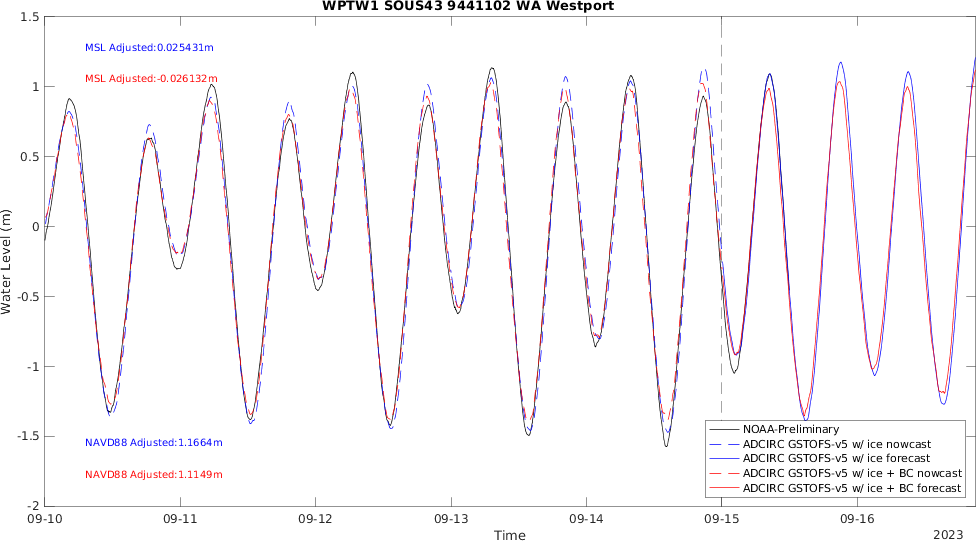 WPTW1 SOUS43 9441102 WA Westport
1.5
1
0.5
0
-0.5
-1
-1.5
-2
Water Level (m)
MSL Adjusted:0.025431m
MSL Adjusted:-0.026132m
NAVD88 Adjusted:1.1664m
NAVD88 Adjusted:1.1149m
NOAA-Preliminary
ADCIRC GSTOFS-v5 w/ ice nowcast
ADCIRC GSTOFS-v5 w/ ice forecast
ADCIRC GSTOFS-v5 w/ ice + BC nowcast
ADCIRC GSTOFS-v5 w/ ice + BC forecast
09-10 09-11 09-12 09-13 09-14 09-15 09-16
Time
2023